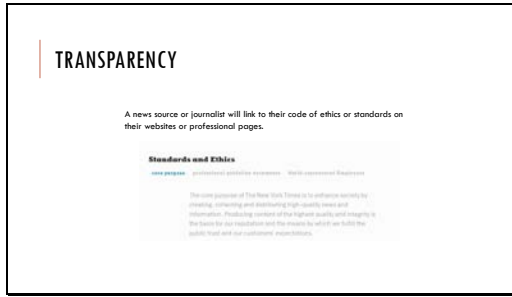 TRANSPARENCY
A news source or journalist will link to their code of ethics or standards on
their websites or professional pages.
Standards and Ethics
core purpose
The core purpose of The New York Times is to enhance society by
creating, collecting and distributing high-quality news and
information. Producing content of the highest quality and integrity is
the basis for our reputation and the means by which we fulfill the
public trust and our customers' expectations.